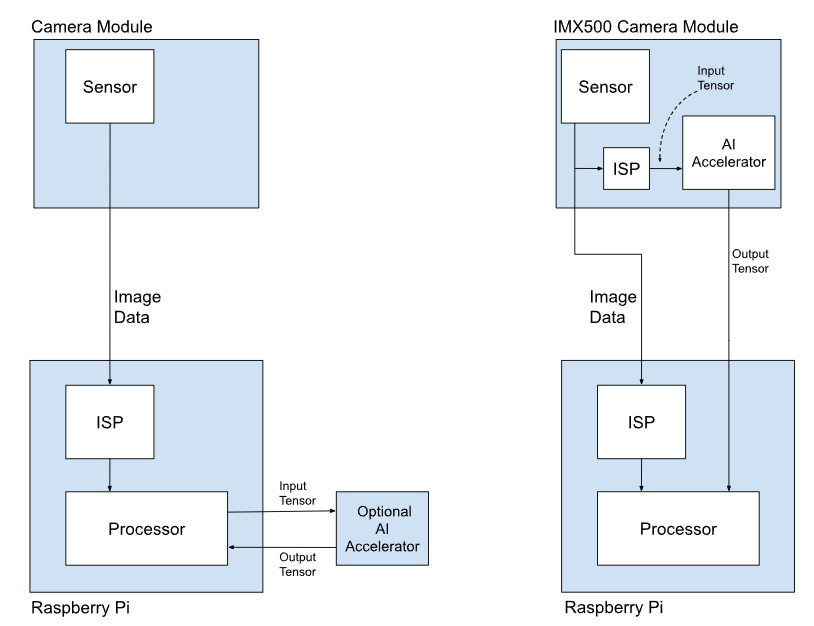 Camera Module
Sensor
Image
Data
ISP
Processor
Input
Tensor
Output
Tensor
Optional
AI
Accelerator
Raspberry Pi
IMX500 Camera Module
Sensor
Input
Tensor
ISP
AI
Accelerator
Output
Tensor
Image
Data
ISP
Processor
Raspberry Pi